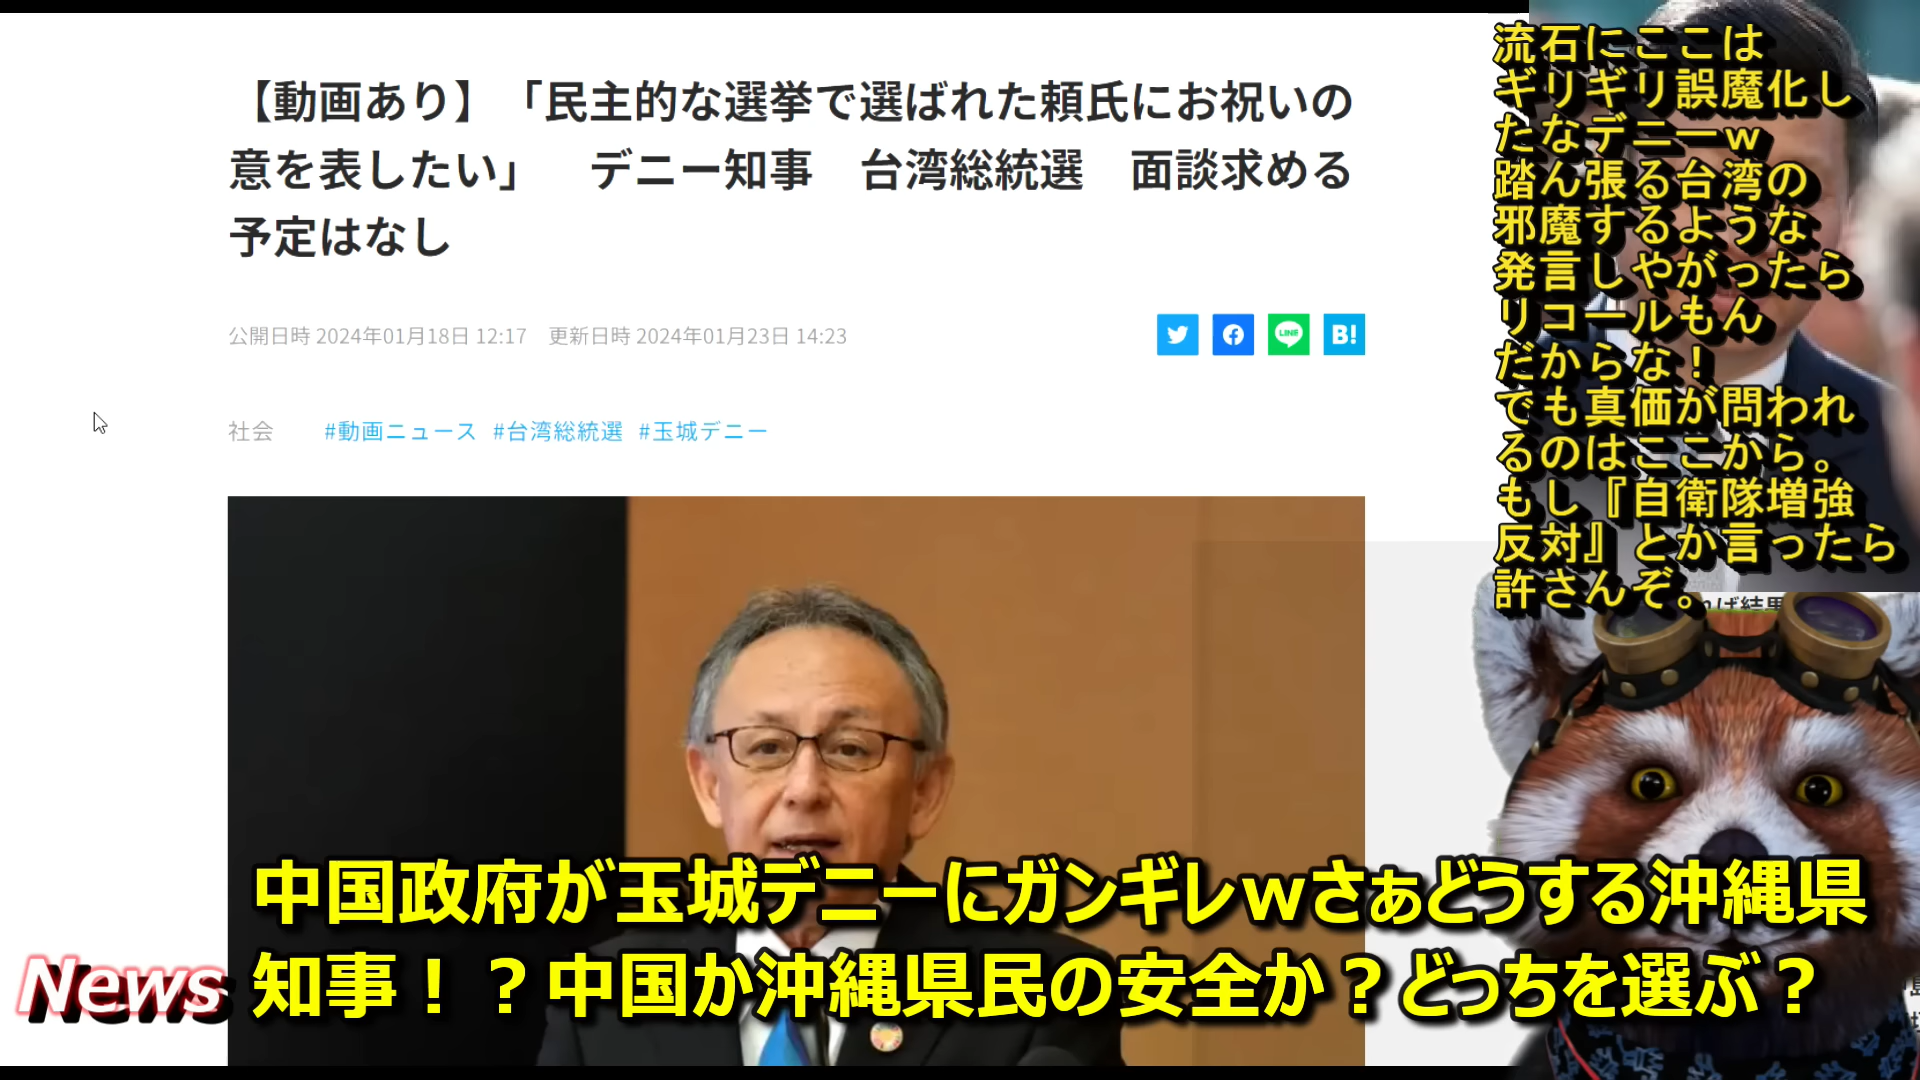 【動画あり】「民主的な選挙で選ばれた頼氏にお祝いの
意を表したい」　デニー知事　台湾総統選　面談求める
予定はなし
公開日時 2024年01月18日 12:17　更新日時 2024年01月23日 14:23
LINE
B!
社会　#動画ニュース #台湾総統選 #玉城デニー
流石にここは
ギリギリ誤魔化し
たなデニーｗ
踏ん張る台湾の
邪魔するような
発言しやがったら
リコールもん
だからな！
でも真価が問われ
るのはここから。
もし『自衛隊増強
反対』とか言ったら
許さんぞ。
ば結果
中国政府が玉城デニーにガンギレwさぁどうする沖縄県
知事！？中国か沖縄県民の安全か？どっちを選ぶ？
News